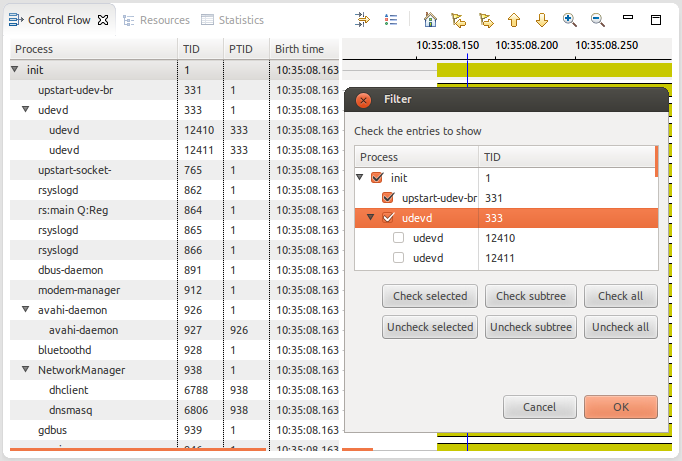 Control Flow Resources Statistics
Process TID PTID Birth time 10:35:08.150 10:35:08.200 10:35:08.250
init 1 10:35:08.163
upstart-udev-br 331 1 10:35:08.163
udevd 333 1 10:35:08.163
udevd 12410 333 10:35:08.163
udevd 12411 333 10:35:08.163
upstart-socket- 765 1 10:35:08.163
rsyslogd 862 1 10:35:08.163
rs:main Q:Reg 864 1 10:35:08.163
rsyslogd 865 1 10:35:08.163
rsyslogd 866 1 10:35:08.163
dbus-daemon 891 1 10:35:08.163
modem-manager 912 1 10:35:08.163
avahi-daemon 926 1 10:35:08.163
avahi-daemon 927 926 10:35:08.163
bluetoothd 928 1 10:35:08.163
NetworkManager 938 1 10:35:08.163
dhclient 6788 938 10:35:08.163
dnsmasq 6806 938 10:35:08.163
gdbus 939 1 10:35:08.163
Filter
Check the entries to show
Process TID
init 1
upstart-udev-br 331
udevd 333
udevd 12410
udevd 12411
Check selected Check subtree Check all
Uncheck selected Uncheck subtree Uncheck all
Cancel OK